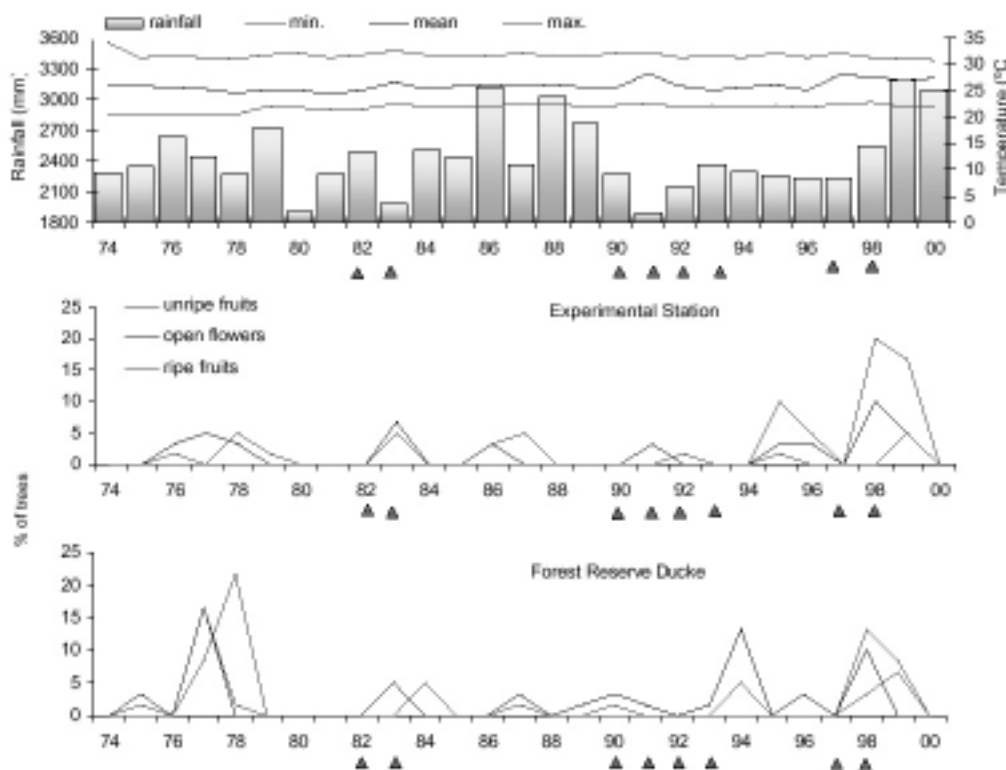 rainfall min. mean max.
3600 35
3300 30
3000 25
2700 20
2400 15
2100 10
1800 5
0
Rainfall (mm)
Temperature (ºC)
74 76 78 80 82 84 86 88 90 92 94 96 98 00
25
20
15
10
5
0
unripe fruits
open flowers
ripe fruits
Experimental Station
74 76 78 80 82 84 86 88 90 92 94 96 98 00
% of trees
25
20
15
10
5
0
Forest Reserve Ducke
74 76 78 80 82 84 86 88 90 92 94 96 98 00